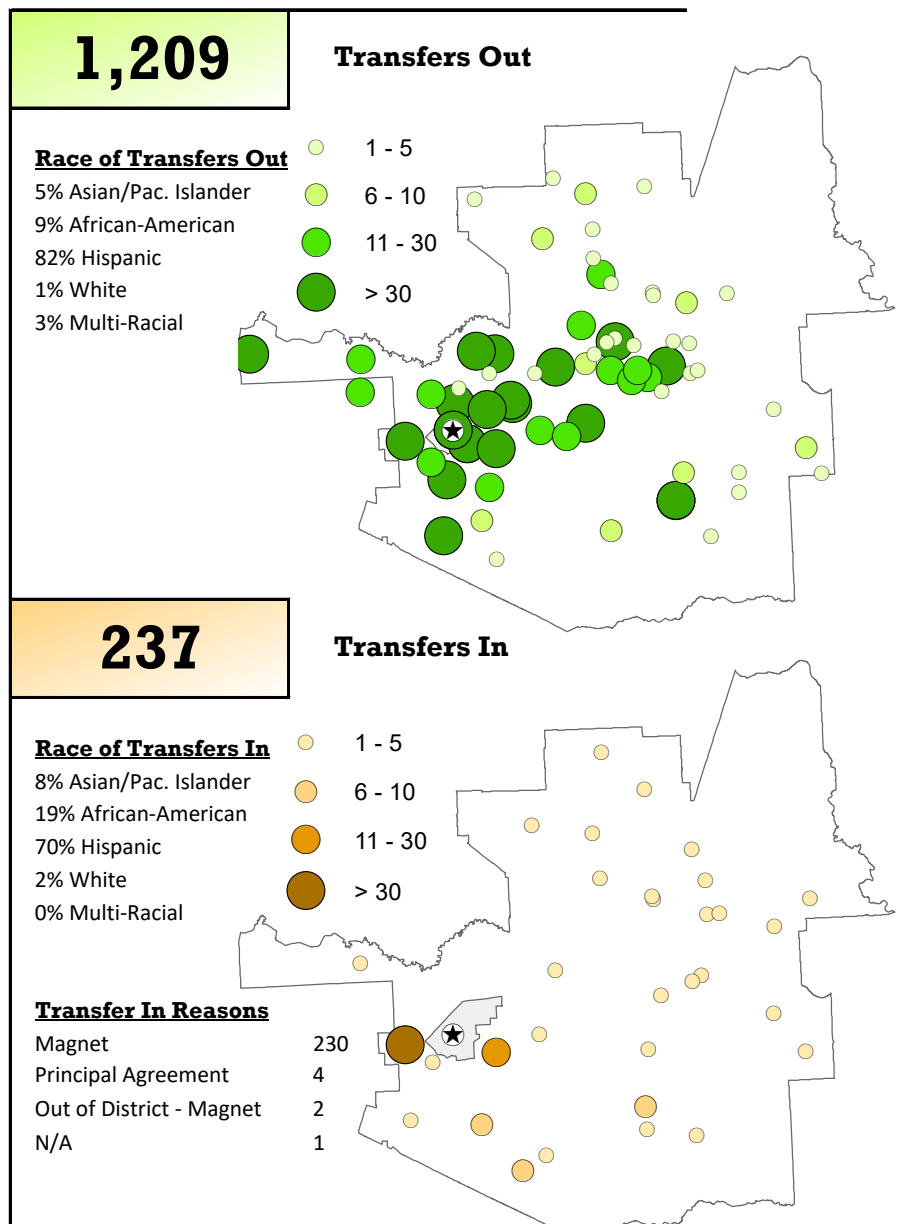 1,209
Transfers Out
Race of Transfers Out
5% Asian/Pac. Islander
9% African-American
82% Hispanic
1% White
3% Multi-Racial
1 - 5
6 - 10
11 - 30
> 30
237
Transfers In
Race of Transfers In
8% Asian/Pac. Islander
19% African-American
70% Hispanic
2% White
0% Multi-Racial
1 - 5
6 - 10
11 - 30
> 30
Transfer In Reasons
Magnet 230
Principal Agreement 4
Out of District - Magnet 2
N/A 1